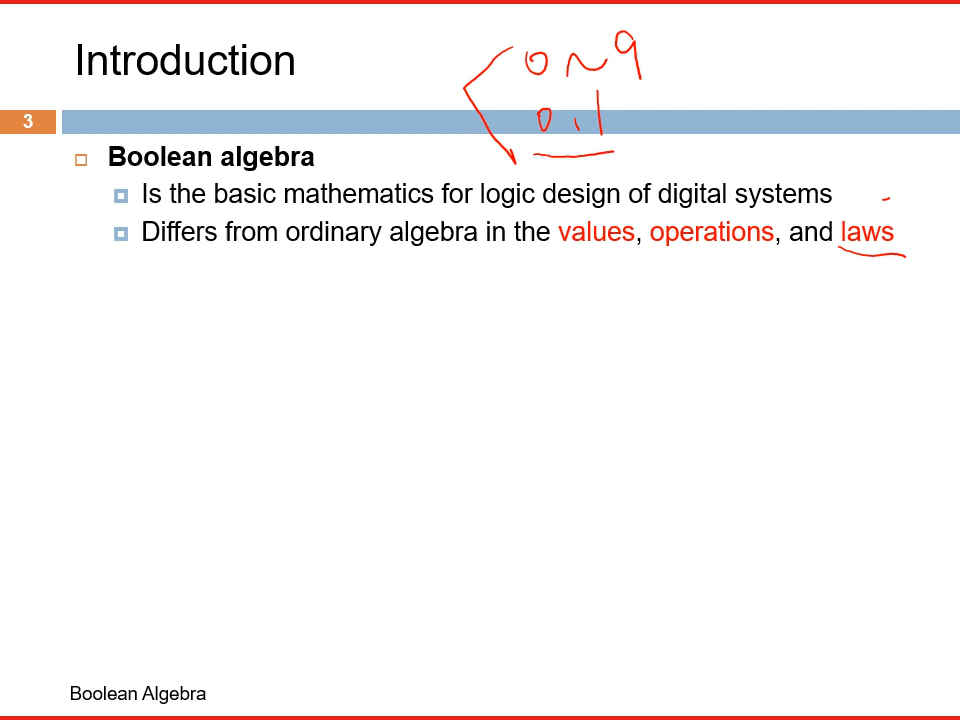 Introduction
0 ~ 9
0, 1
3
Boolean algebra
Is the basic mathematics for logic design of digital systems
Differs from ordinary algebra in the values, operations, and laws
Boolean Algebra